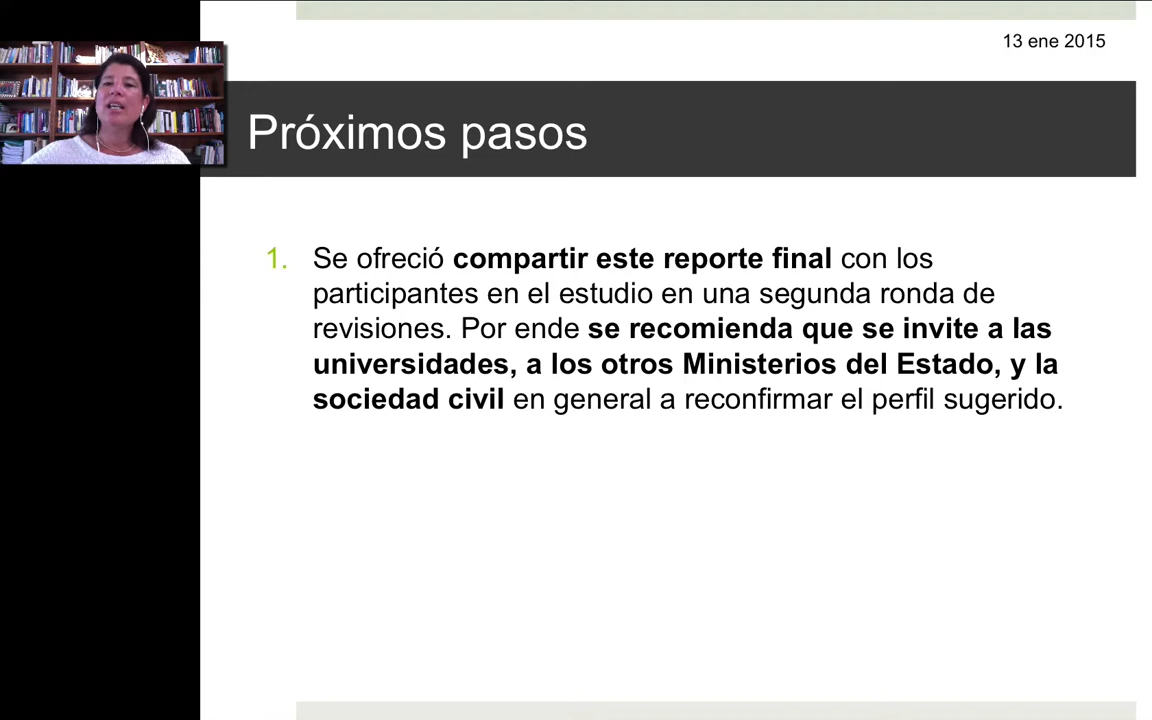 13 ene 2015
Próximos pasos
1. Se ofreció compartir este reporte final con los
participantes en el estudio en una segunda ronda de
revisiones. Por ende se recomienda que se invite a las
universidades, a los otros Ministerios del Estado, y la
sociedad civil en general a reconfirmar el perfil sugerido.